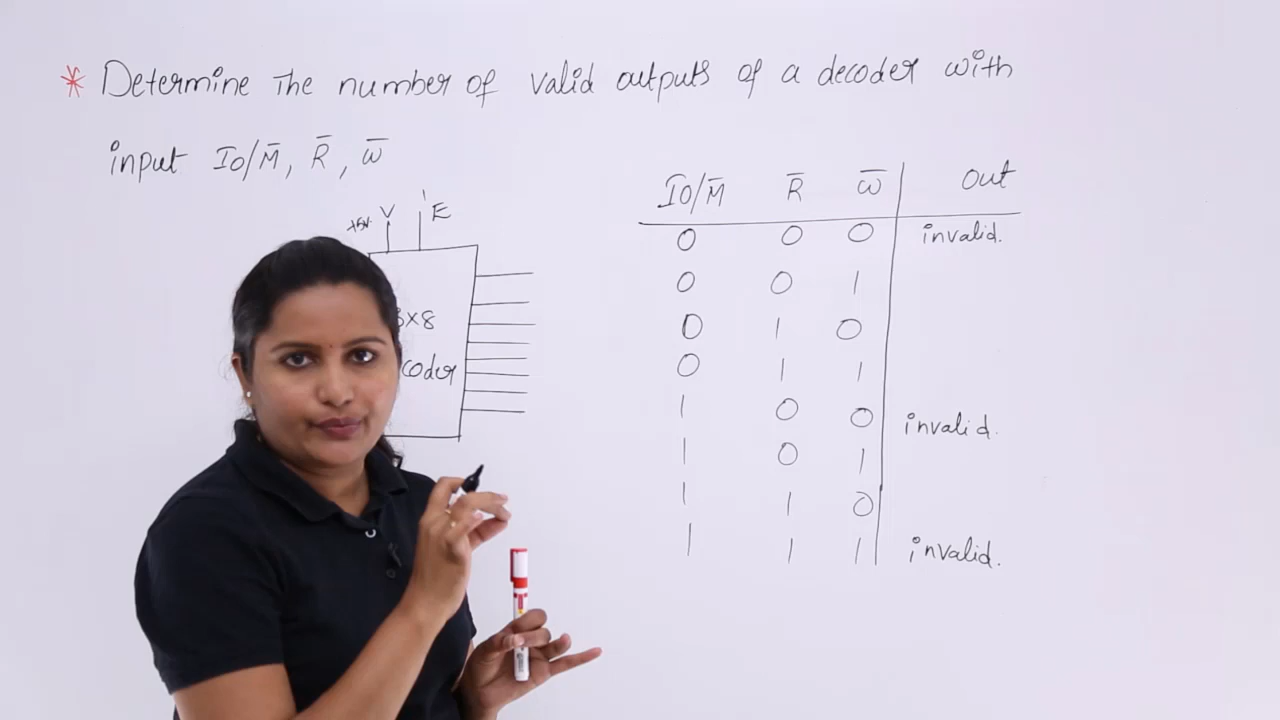 * Determine The number of valid outputs of a decoder with
input IO/M̅, R̅, W̅
+5V V E
3x8
coder
IO/M̅ R̅ W̅ Out
0 0 0 invalid.
0 0 1
0 1 0
0 1 1
1 0 0 invalid.
1 0 1
1 1 0
1 1 1 invalid.